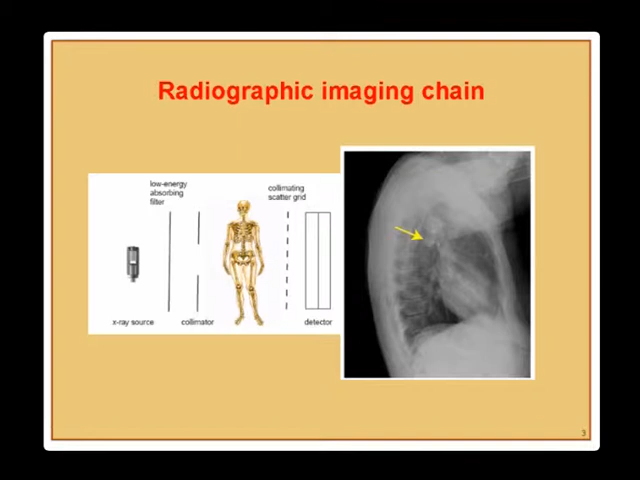 Radiographic imaging chain
low-energy
absorbing
filter
collimating
scatter grid
x-ray source
collimator
detector
3